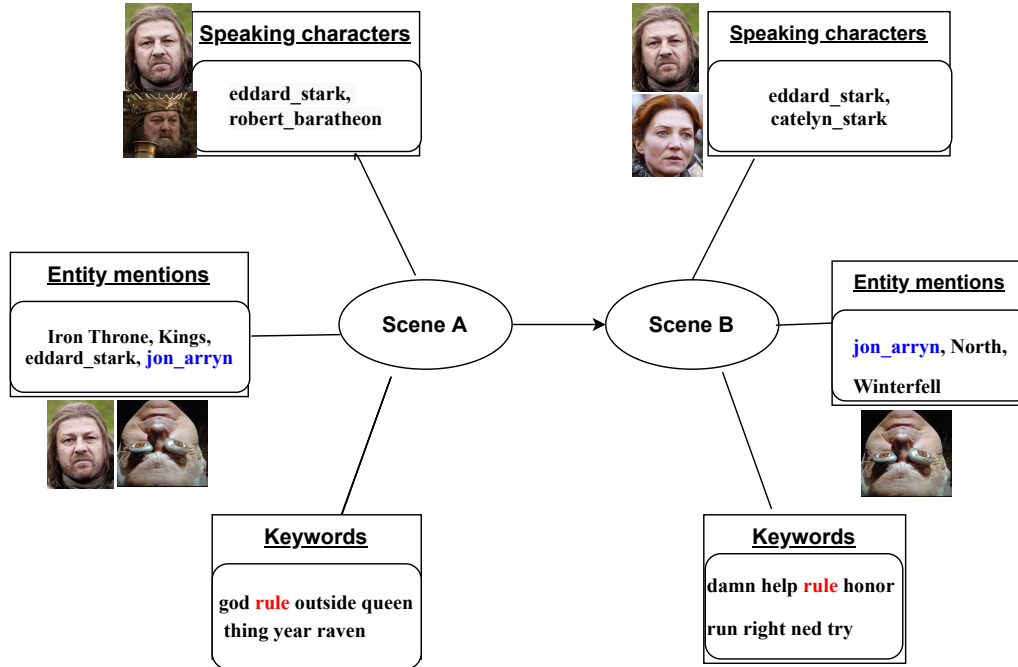 Speaking characters
eddard_stark,
robert_baratheon
Speaking characters
eddard_stark,
catelyn_stark
Entity mentions
Iron Throne, Kings,
eddard_stark, jon_arryn
Scene A
Scene B
Entity mentions
jon_arryn, North,
Winterfell
Keywords
god rule outside queen
thing year raven
Keywords
damn help rule honor
run right ned try